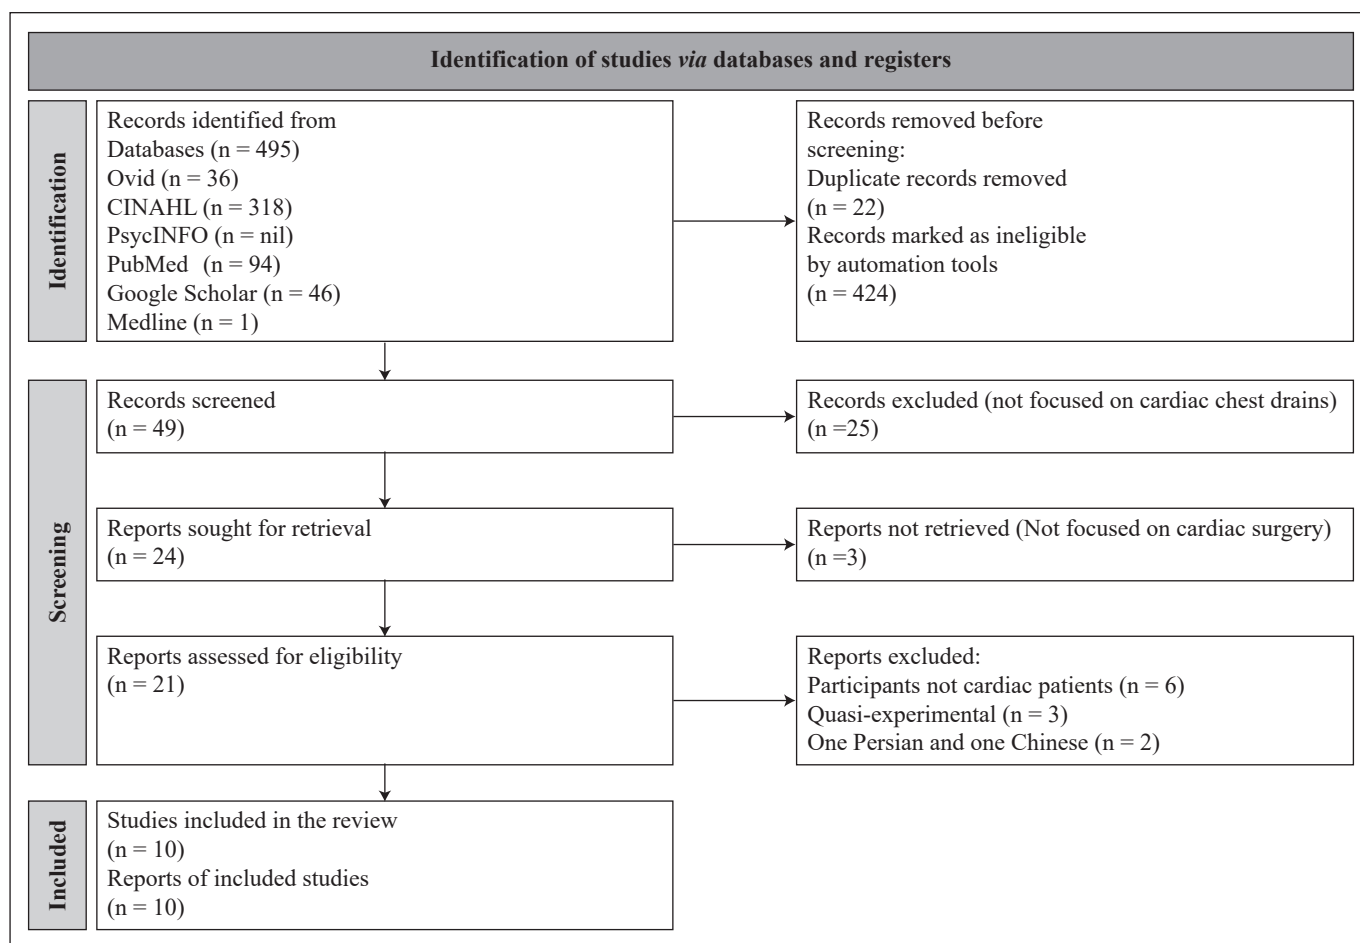 Identification of studies via databases and registers
Identification
Records identified from
Databases (n = 495)
Ovid (n = 36)
CINAHL (n = 318)
PsycINFO (n = nil)
PubMed (n = 94)
Google Scholar (n = 46)
Medline (n = 1)
Records removed before
screening:
Duplicate records removed
(n = 22)
Records marked as ineligible
by automation tools
(n = 424)
Screening
Records screened
(n = 49)
Records excluded (not focused on cardiac chest drains)
(n =25)
Reports sought for retrieval
(n = 24)
Reports not retrieved (Not focused on cardiac surgery)
(n =3)
Reports assessed for eligibility
(n = 21)
Reports excluded:
Participants not cardiac patients (n = 6)
Quasi-experimental (n = 3)
One Persian and one Chinese (n = 2)
Included
Studies included in the review
(n = 10)
Reports of included studies
(n = 10)